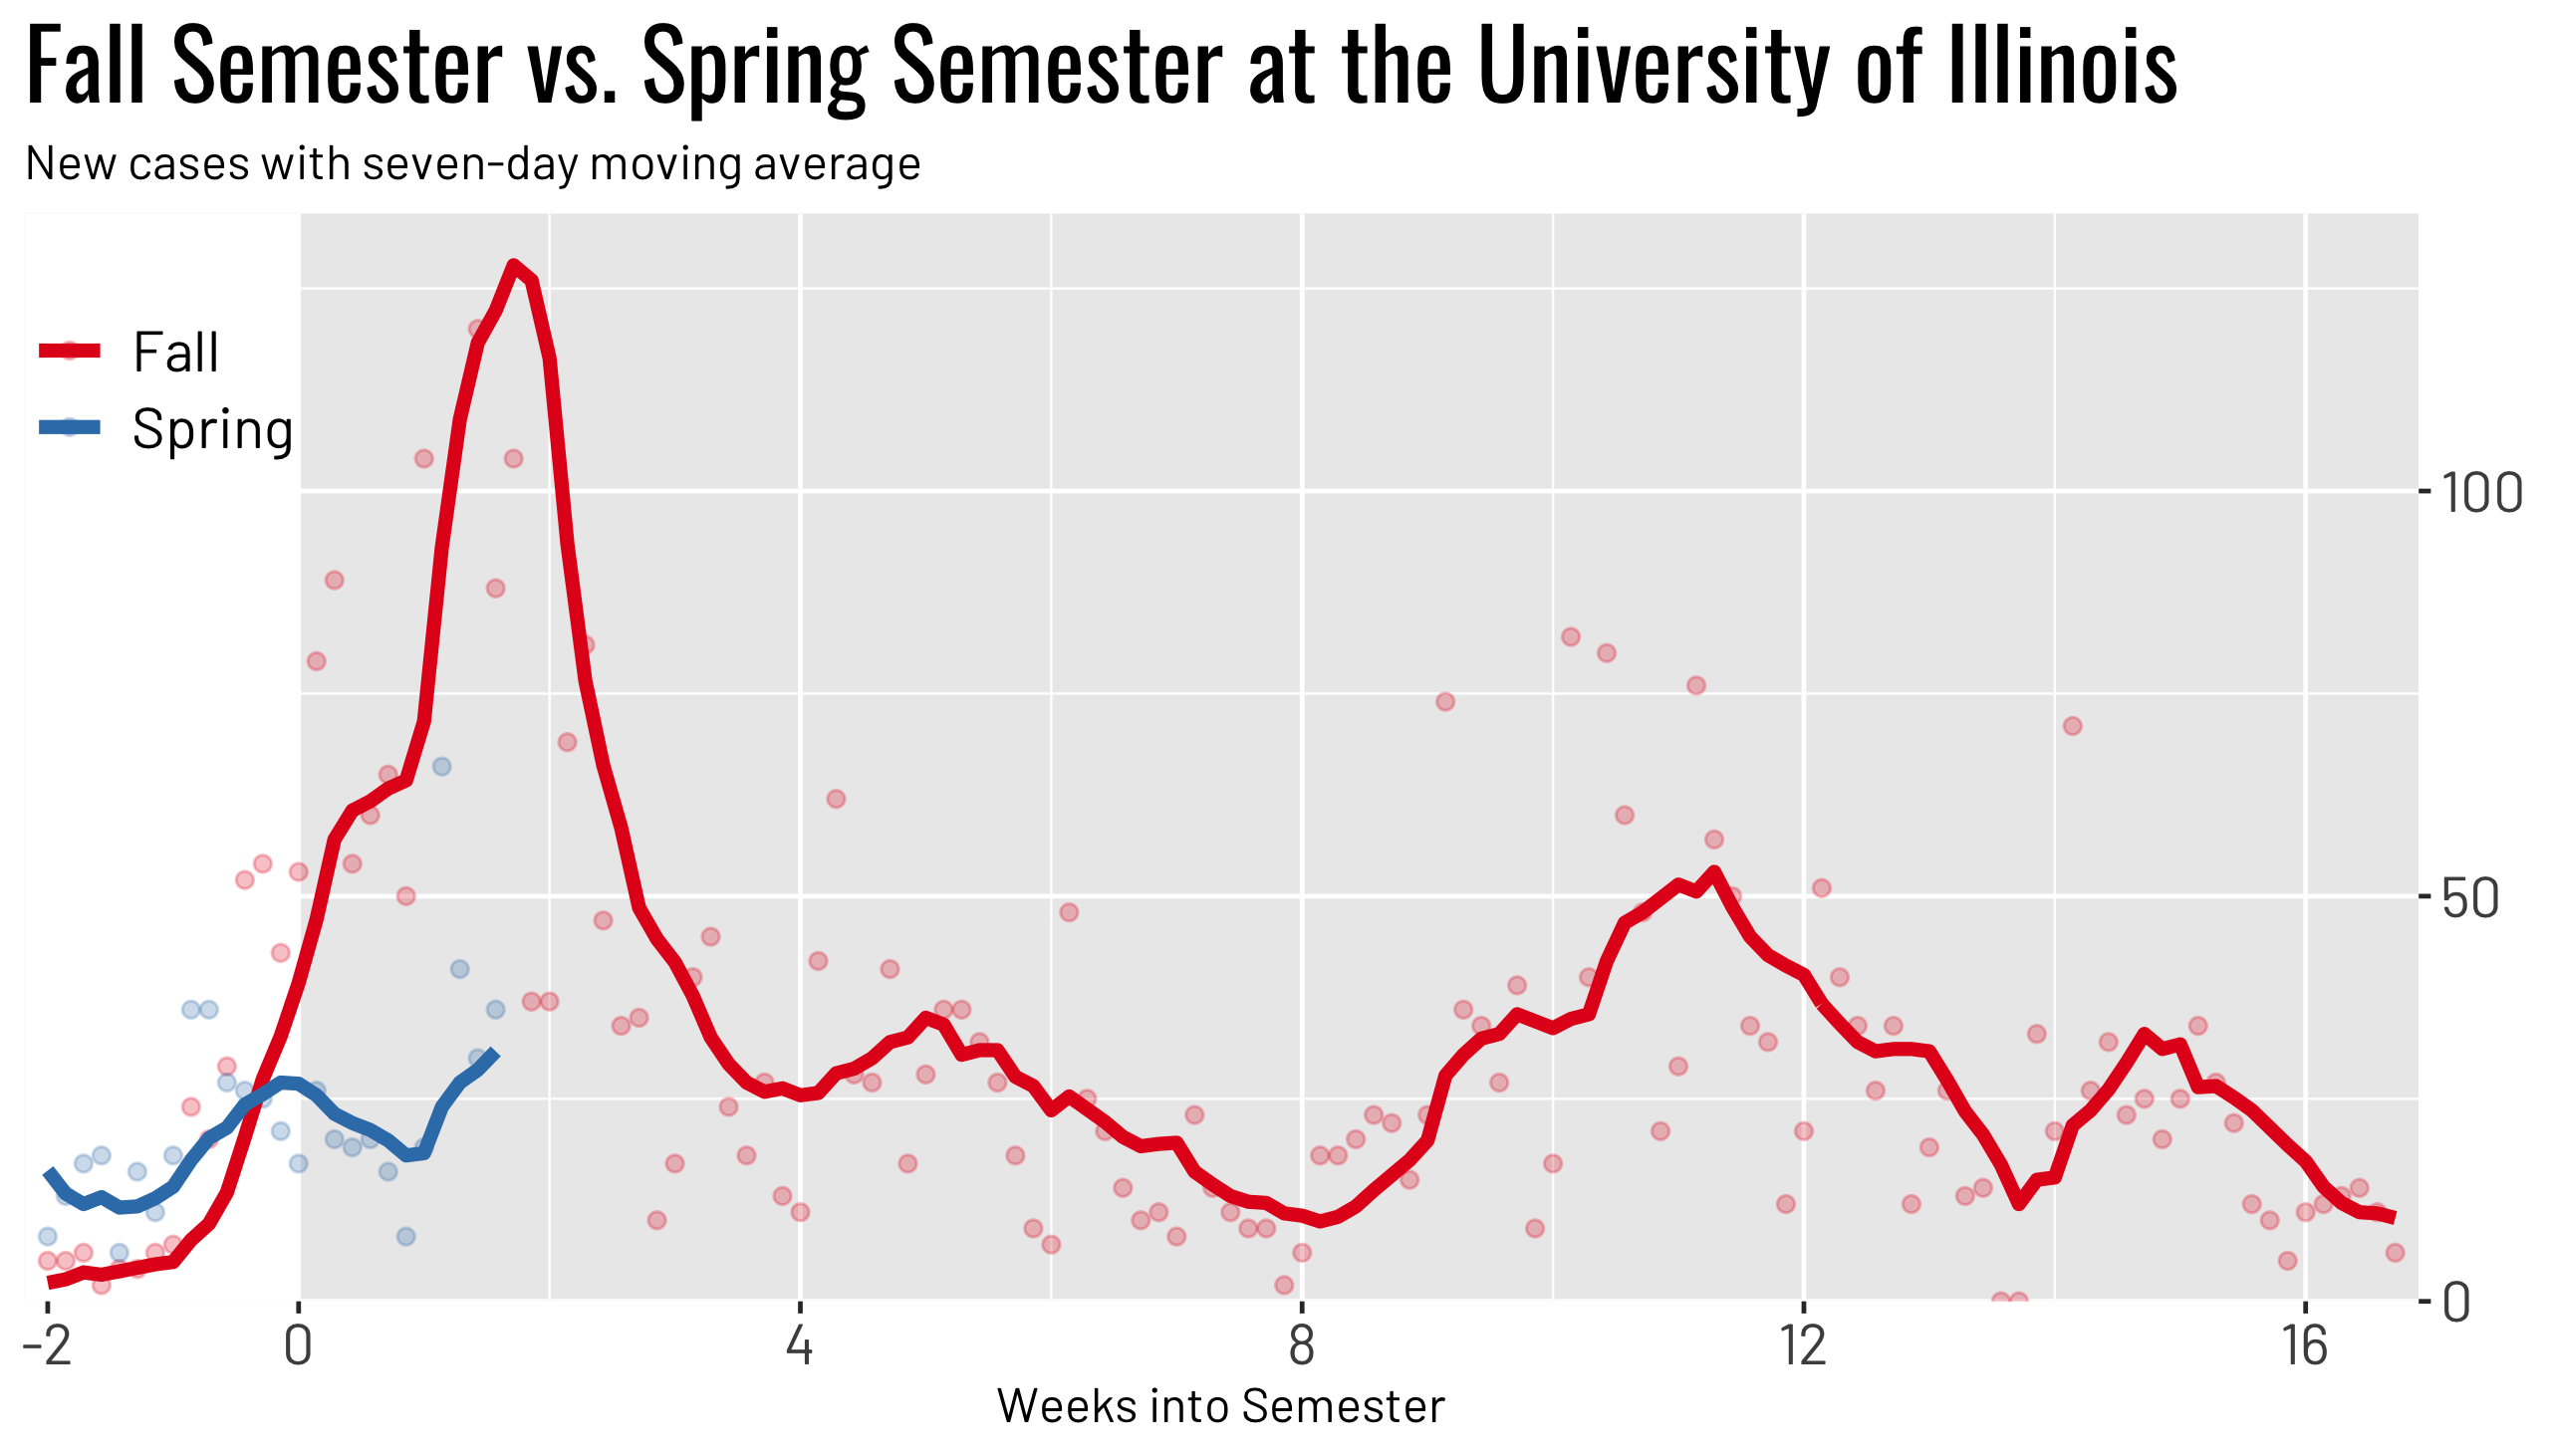 Fall Semester vs. Spring Semester at the University of Illinois
New cases with seven-day moving average
Fall
Spring
100
50
0
-2 0 4 8 12 16
Weeks into Semester